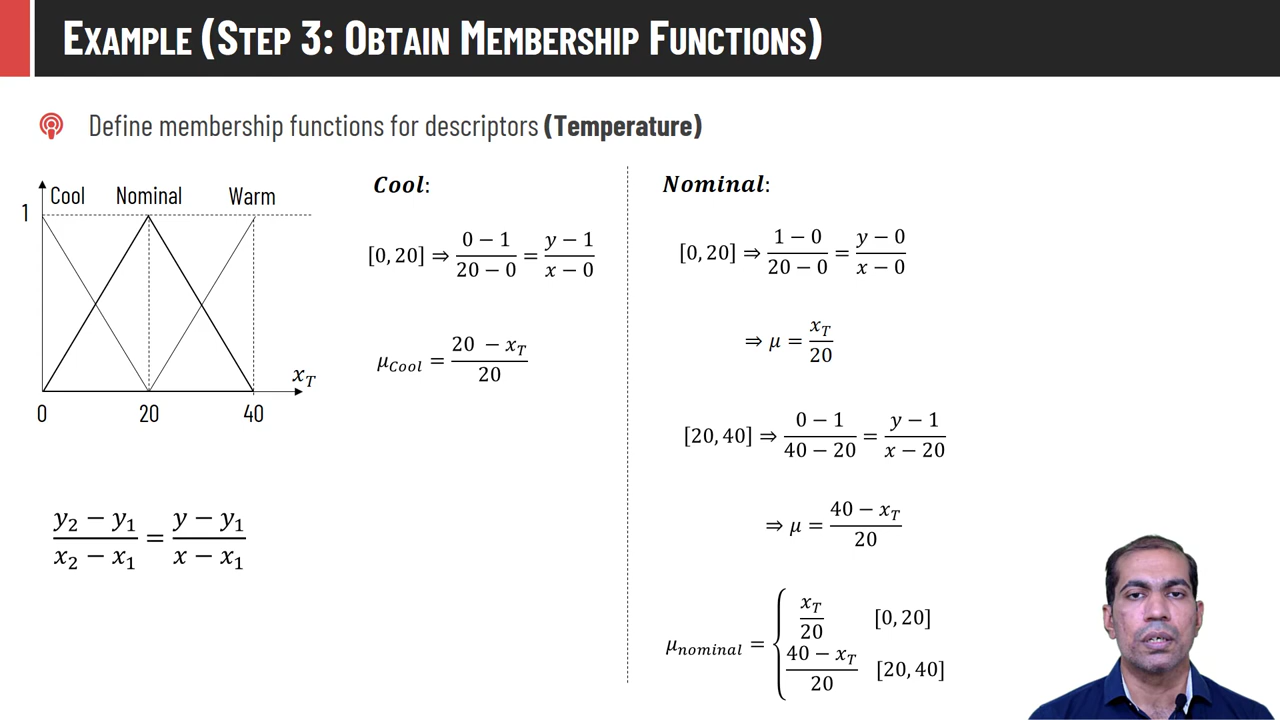 EXAMPLE (STEP 3: OBTAIN MEMBERSHIP FUNCTIONS)
Define membership functions for descriptors (Temperature)
Cool Nominal Warm
1
x_T
0 20 40
(y₂ − y₁)/(x₂ − x₁) = (y − y₁)/(x − x₁)
Cool:
[0, 20] ⇒ (0 − 1)/(20 − 0) = (y − 1)/(x − 0)
μ_Cool = (20 − x_T)/20
Nominal:
[0, 20] ⇒ (1 − 0)/(20 − 0) = (y − 0)/(x − 0)
⇒ μ = x_T/20
[20, 40] ⇒ (0 − 1)/(40 − 20) = (y − 1)/(x − 20)
⇒ μ = (40 − x_T)/20
μ_nominal = { x_T/20 [0, 20]
(40 − x_T)/20 [20, 40]